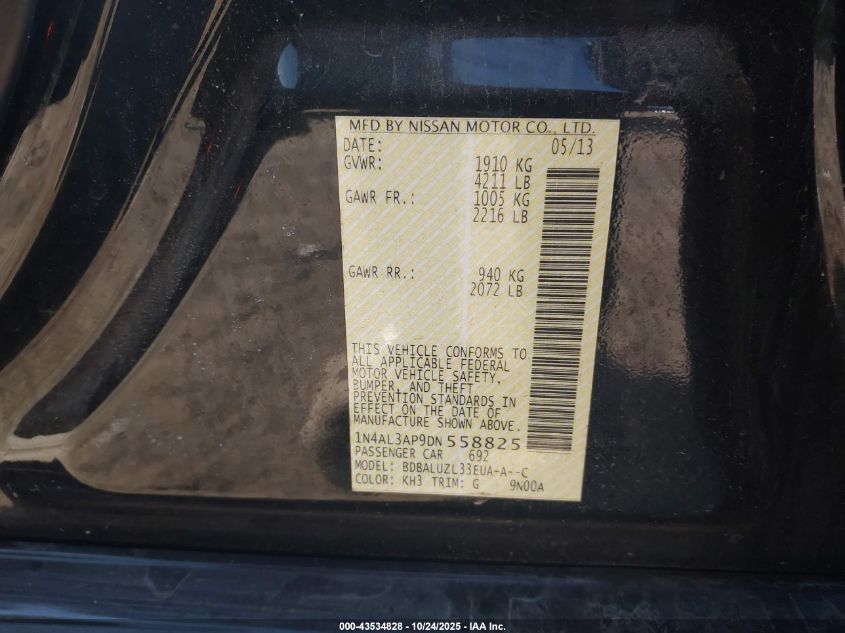 MFD BY NISSAN MOTOR CO., LTD.
DATE: 05/13
GVWR: 1910 KG
4211 LB
GAWR FR.: 1005 KG
2216 LB
GAWR RR.: 940 KG
2072 LB
THIS VEHICLE CONFORMS TO
ALL APPLICABLE FEDERAL
MOTOR VEHICLE SAFETY,
BUMPER, AND THEFT
PREVENTION STANDARDS IN
EFFECT ON THE DATE OF
MANUFACTURE SHOWN ABOVE.
1N4AL3AP9DN 558825
PASSENGER CAR 692
MODEL: BDBALUZL33EUA-A--C
COLOR: KH3 TRIM: G 9N00A
000-43534828 - 10/24/2025 - IAA Inc.